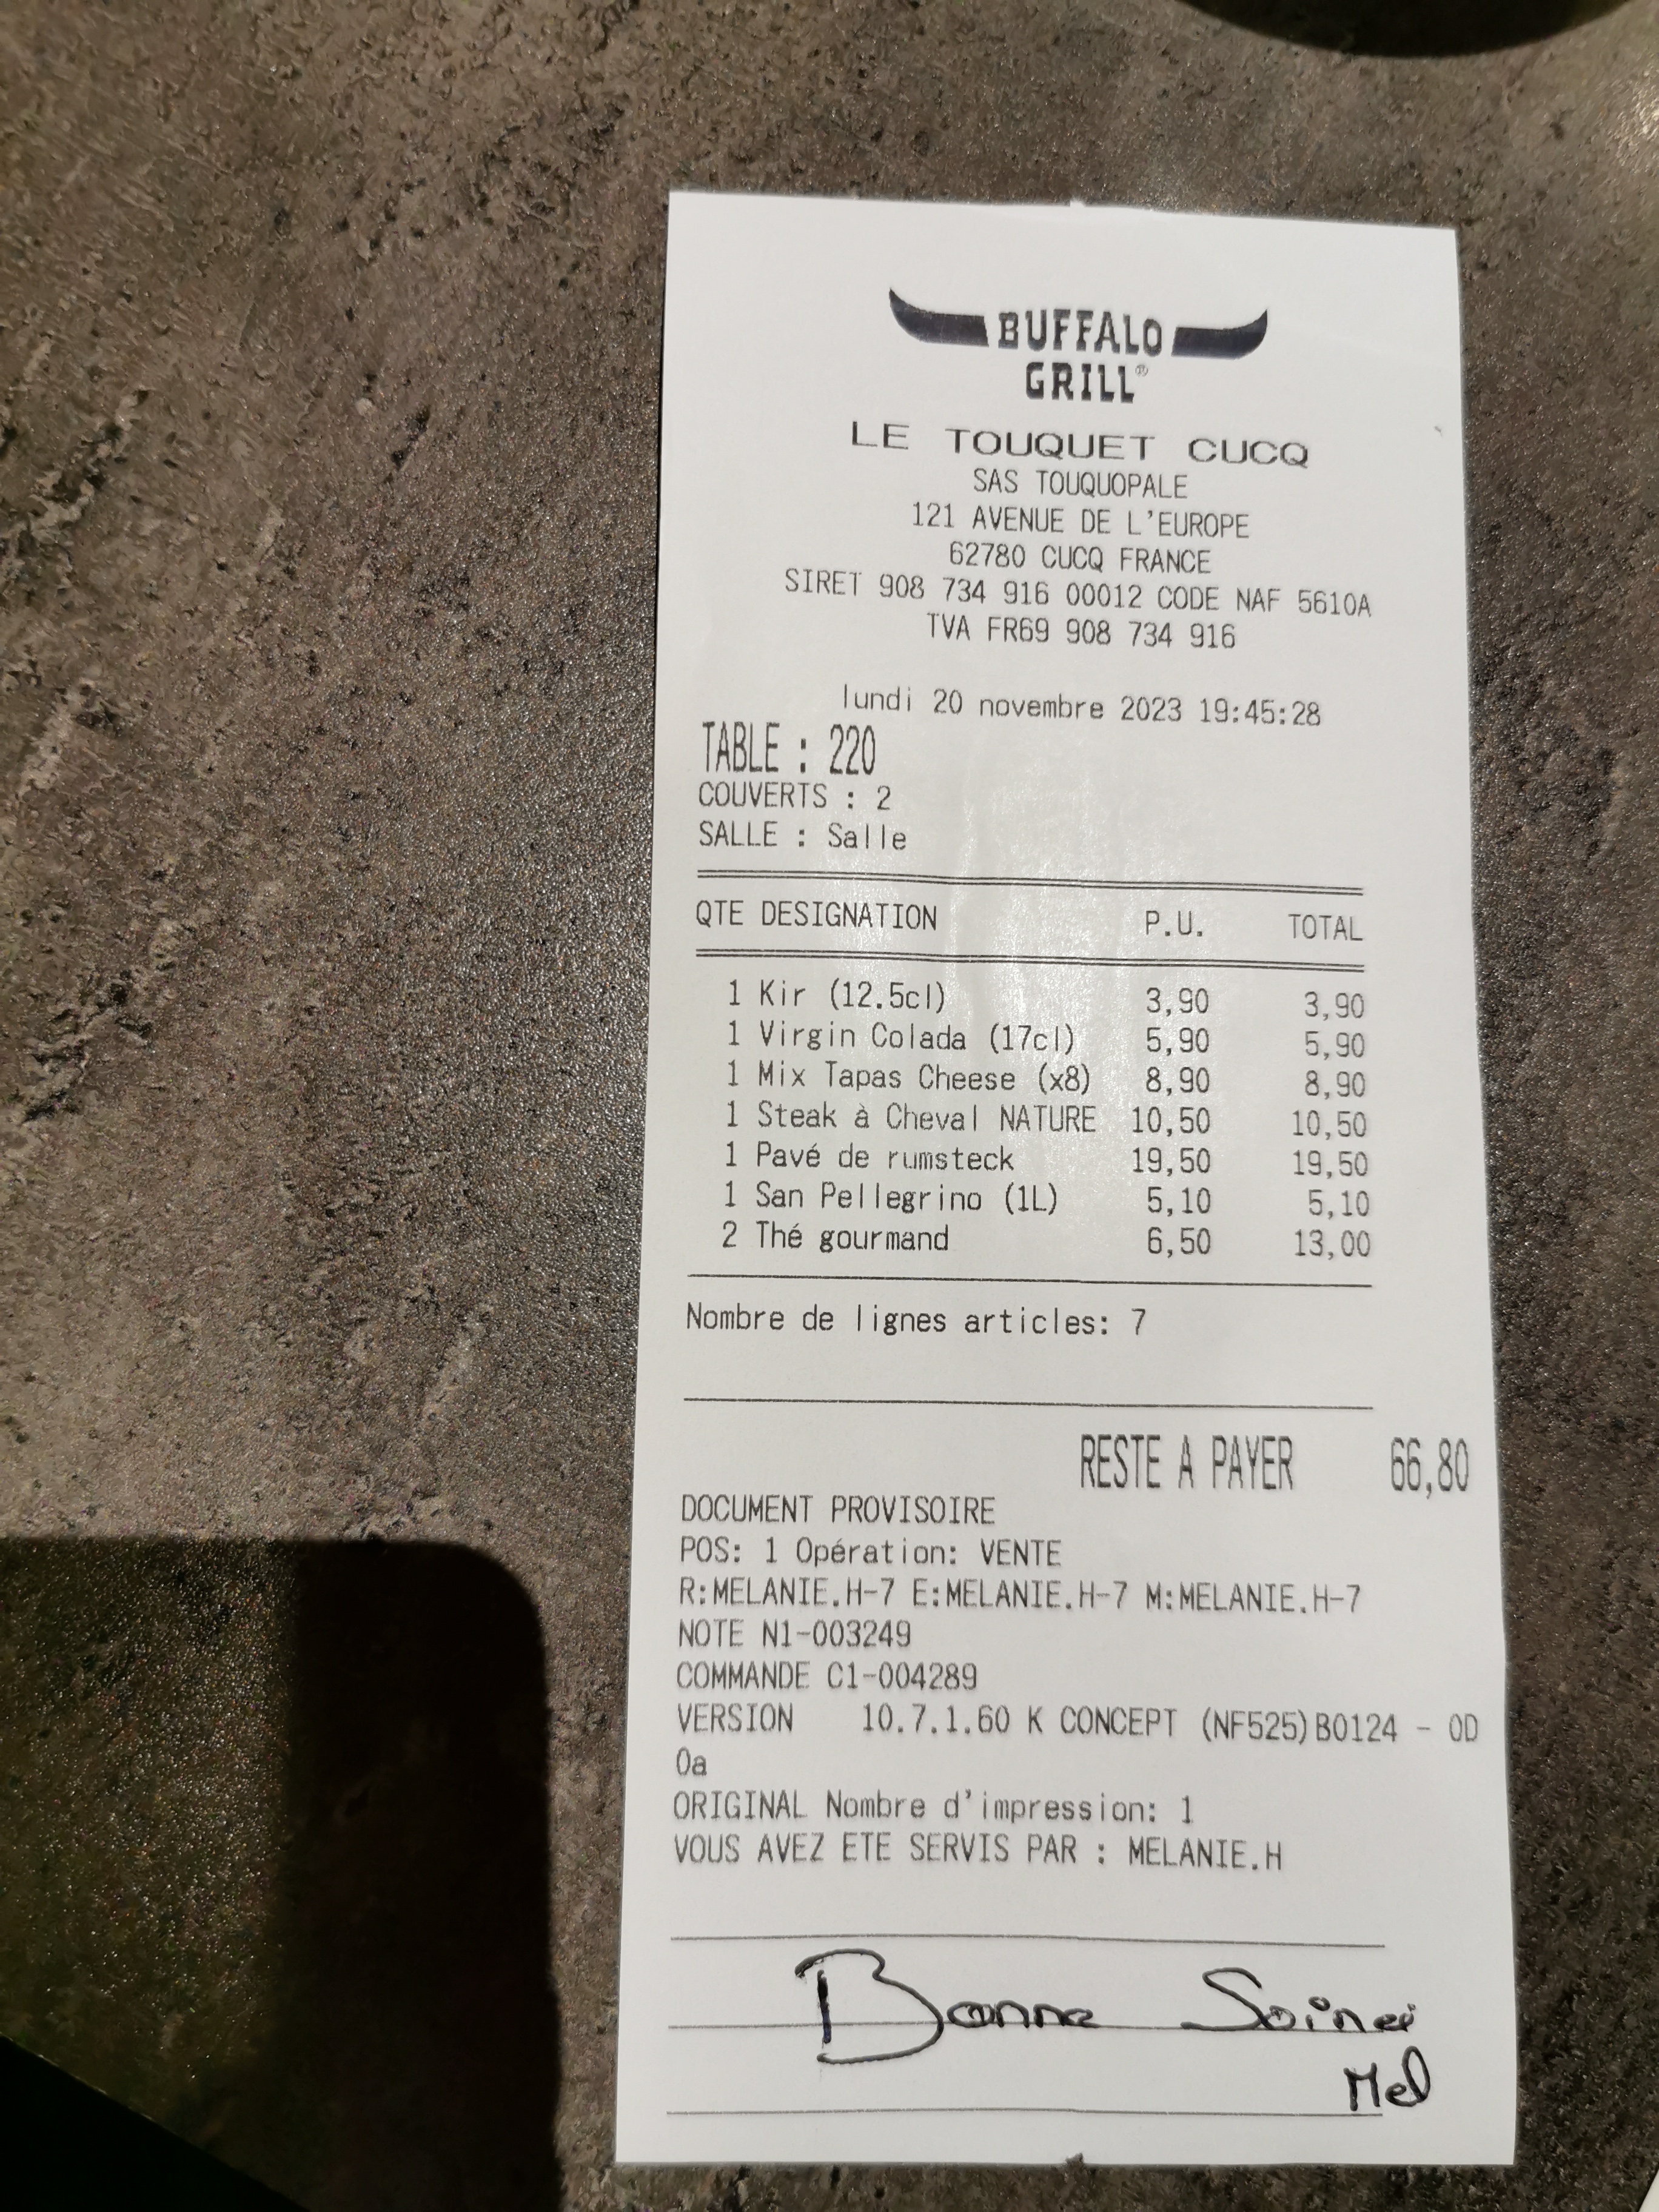 BUFFALO
GRILL®
LE TOUQUET CUCQ
SAS TOUQUOPALE
121 AVENUE DE L'EUROPE
62780 CUCQ FRANCE
SIRET 908 734 916 00012 CODE NAF 5610A
TVA FR69 908 734 916
lundi 20 novembre 2023 19:45:28
TABLE : 220
COUVERTS : 2
SALLE : Salle
QTE DESIGNATION P.U. TOTAL
1 Kir (12.5cl) 3,90 3,90
1 Virgin Colada (17cl) 5,90 5,90
1 Mix Tapas Cheese (x8) 8,90 8,90
1 Steak à Cheval NATURE 10,50 10,50
1 Pavé de rumsteck 19,50 19,50
1 San Pellegrino (1L) 5,10 5,10
2 Thé gourmand 6,50 13,00
Nombre de lignes articles: 7
RESTE A PAYER 66,80
DOCUMENT PROVISOIRE
POS: 1 Opération: VENTE
R:MELANIE.H-7 E:MELANIE.H-7 M:MELANIE.H-7
NOTE N1-003249
COMMANDE C1-004289
VERSION 10.7.1.60 K CONCEPT (NF525)B0124 - 0D
0a
ORIGINAL Nombre d'impression: 1
VOUS AVEZ ETE SERVIS PAR : MELANIE.H
Bonne Soirée
Mel